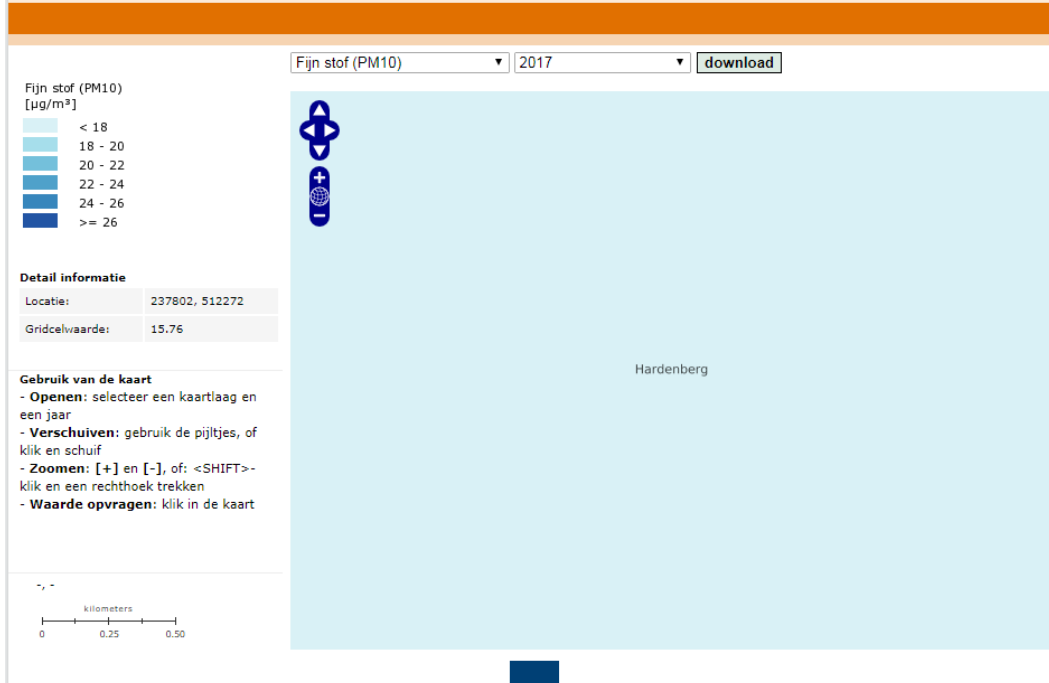 Fijn stof (PM10) 2017 download
Fijn stof (PM10)
[µg/m³]
< 18
18 - 20
20 - 22
22 - 24
24 - 26
>= 26
Detail informatie
Locatie: 237802, 512272
Gridcelwaarde: 15.76
Gebruik van de kaart
- Openen: selecteer een kaartlaag en
een jaar
- Verschuiven: gebruik de pijltjes, of
klik en schuif
- Zoomen: [+] en [-], of: <SHIFT>-
klik en een rechthoek trekken
- Waarde opvragen: klik in de kaart
-, -
kilometers
0 0.25 0.50
Hardenberg